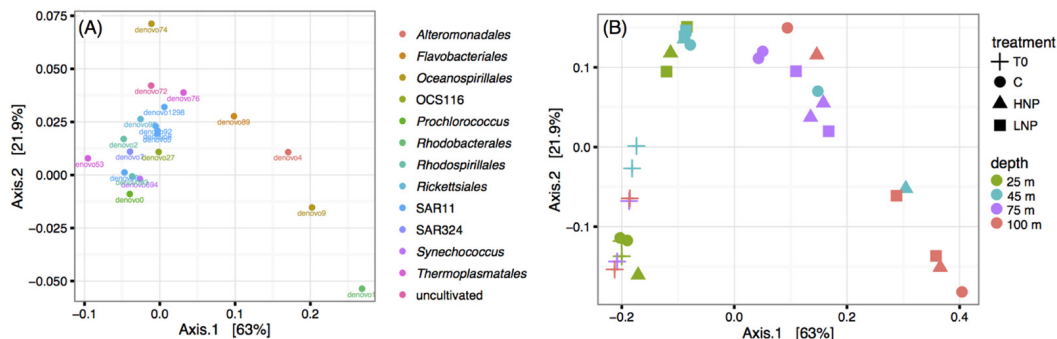 (A)
Axis.2 [21.9%]
0.075
0.050
0.025
0.000
−0.025
−0.050
−0.1
0.0
0.1
0.2
Axis.1 [63%]
denovo74
denovo72
denovo76
denovo1298
denovo89
denovo2
denovo7
denovo27
denovo53
denovo4
denovo0
denovo9
denovo1
Alteromonadales
Flavobacteriales
Oceanospirillales
OCS116
Prochlorococcus
Rhodobacterales
Rhodospirillales
Rickettsiales
SAR11
SAR324
Synechococcus
Thermoplasmatales
uncultivated
(B)
Axis.2 [21.9%]
0.1
0.0
−0.1
−0.2
0.0
0.2
0.4
Axis.1 [63%]
treatment
T0
C
HNP
LNP
depth
25 m
45 m
75 m
100 m